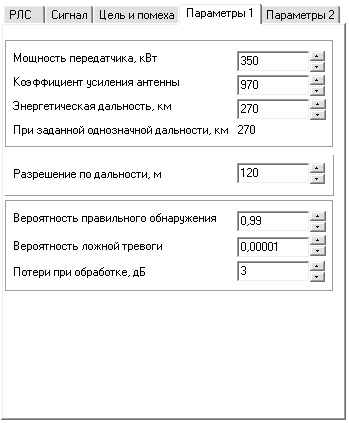 РЛС Сигнал Цель и помеха Параметры 1 Параметры 2
Мощность передатчика, кВт 350
Коэффициент усиления антенны 970
Энергетическая дальность, км 270
При заданной однозначной дальности, км 270
Разрешение по дальности, м 120
Вероятность правильного обнаружения 0,99
Вероятность ложной тревоги 0,00001
Потери при обработке, дБ 3